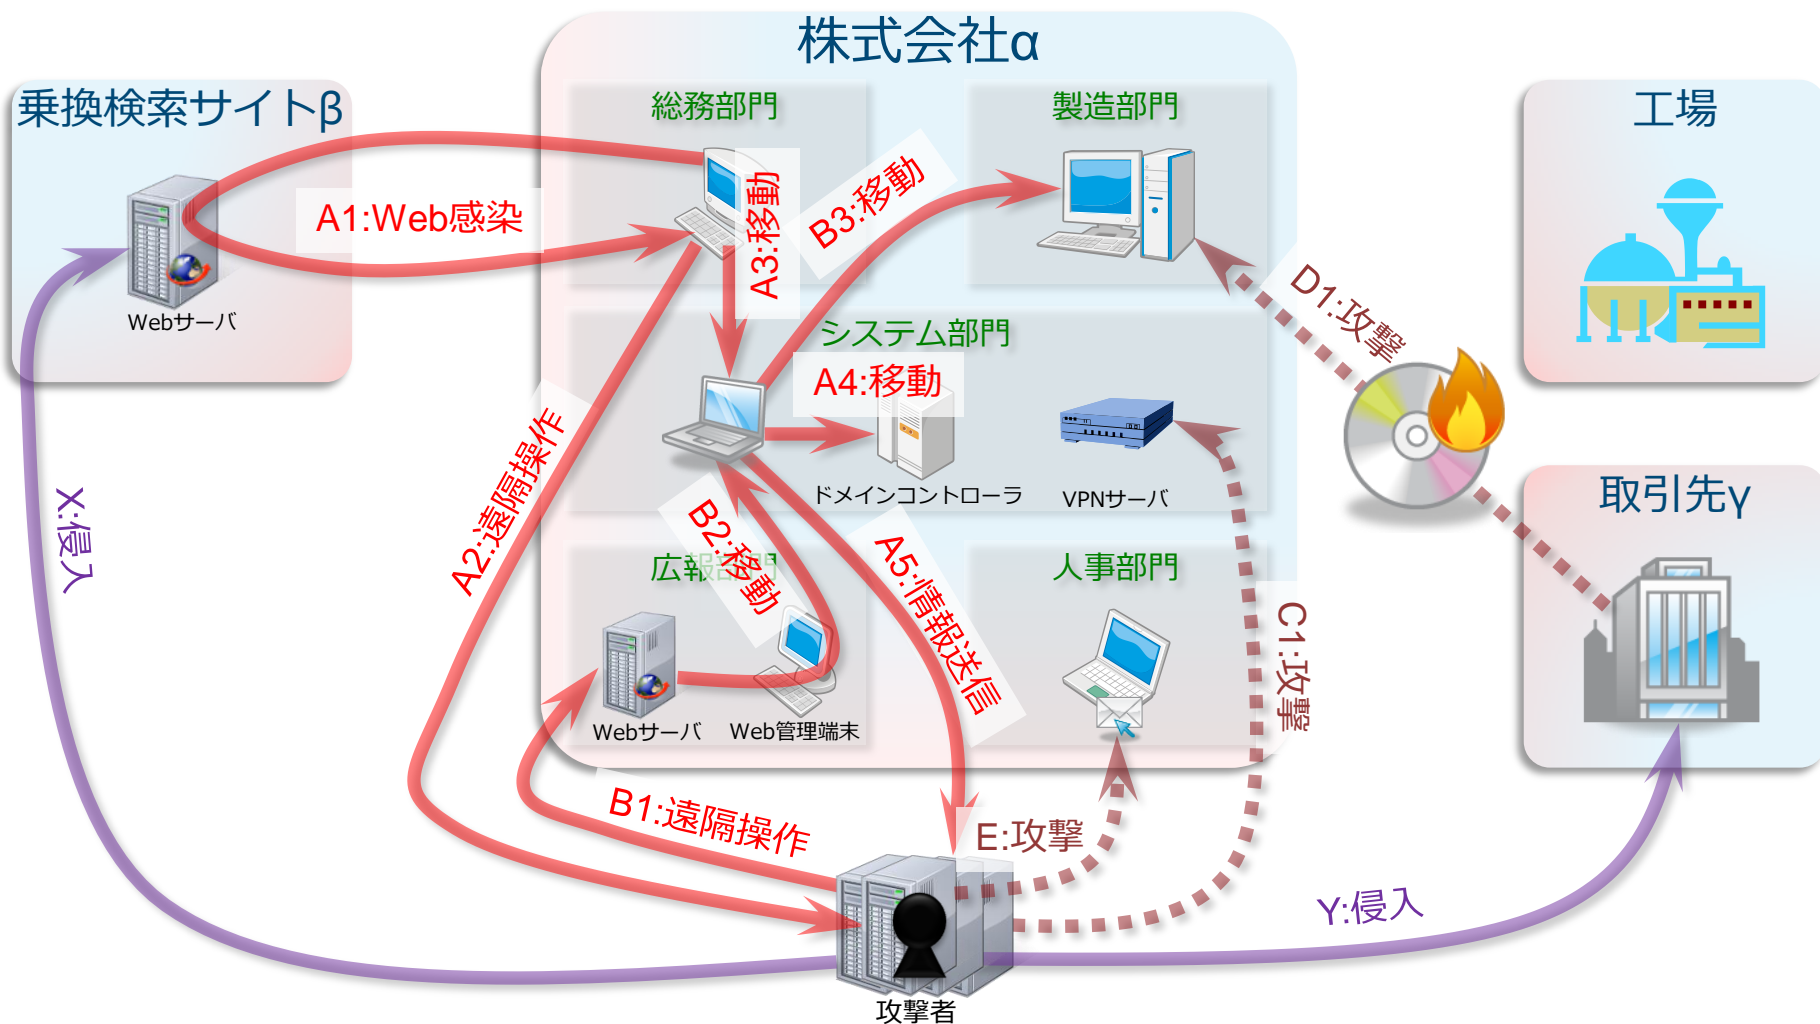 株式会社α
乗換検索サイトβ
Webサーバ
総務部門
製造部門
工場
A1:Web感染
A3:移動
B3:移動
D1:攻撃
システム部門
A4:移動
ドメインコントローラ
VPNサーバ
取引先γ
X:侵入
A2:遠隔操作
B2:移動
A5:情報送信
広報部門
人事部門
C1:攻撃
Webサーバ
Web管理端末
B1:遠隔操作
E:攻撃
Y:侵入
攻撃者